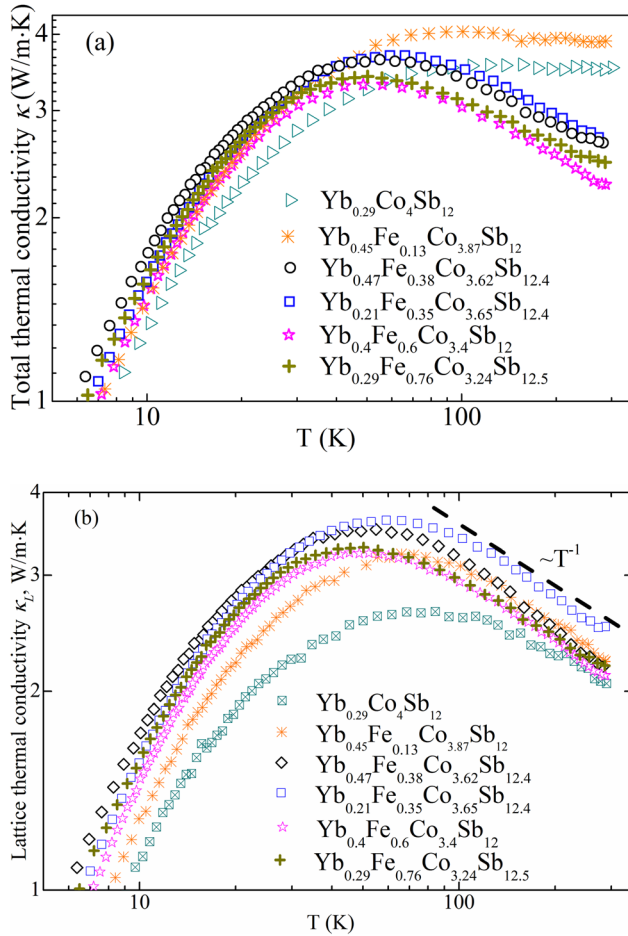 (a)
4
3
2
1
Total thermal conductivity κ (W/m·K)
Yb₀.₂₉Co₄Sb₁₂
Yb₀.₄₅Fe₀.₁₃Co₃.₈₇Sb₁₂
Yb₀.₄₇Fe₀.₃₈Co₃.₆₂Sb₁₂.₄
Yb₀.₂₁Fe₀.₃₅Co₃.₆₅Sb₁₂.₄
Yb₀.₄Fe₀.₆Co₃.₄Sb₁₂
Yb₀.₂₉Fe₀.₇₆Co₃.₂₄Sb₁₂.₅
10 100
T (K)
(b)
4
3
2
1
Lattice thermal conductivity κ_L, W/m·K
~T⁻¹
Yb₀.₂₉Co₄Sb₁₂
Yb₀.₄₅Fe₀.₁₃Co₃.₈₇Sb₁₂
Yb₀.₄₇Fe₀.₃₈Co₃.₆₂Sb₁₂.₄
Yb₀.₂₁Fe₀.₃₅Co₃.₆₅Sb₁₂.₄
Yb₀.₄Fe₀.₆Co₃.₄Sb₁₂
Yb₀.₂₉Fe₀.₇₆Co₃.₂₄Sb₁₂.₅
10 100
T (K)